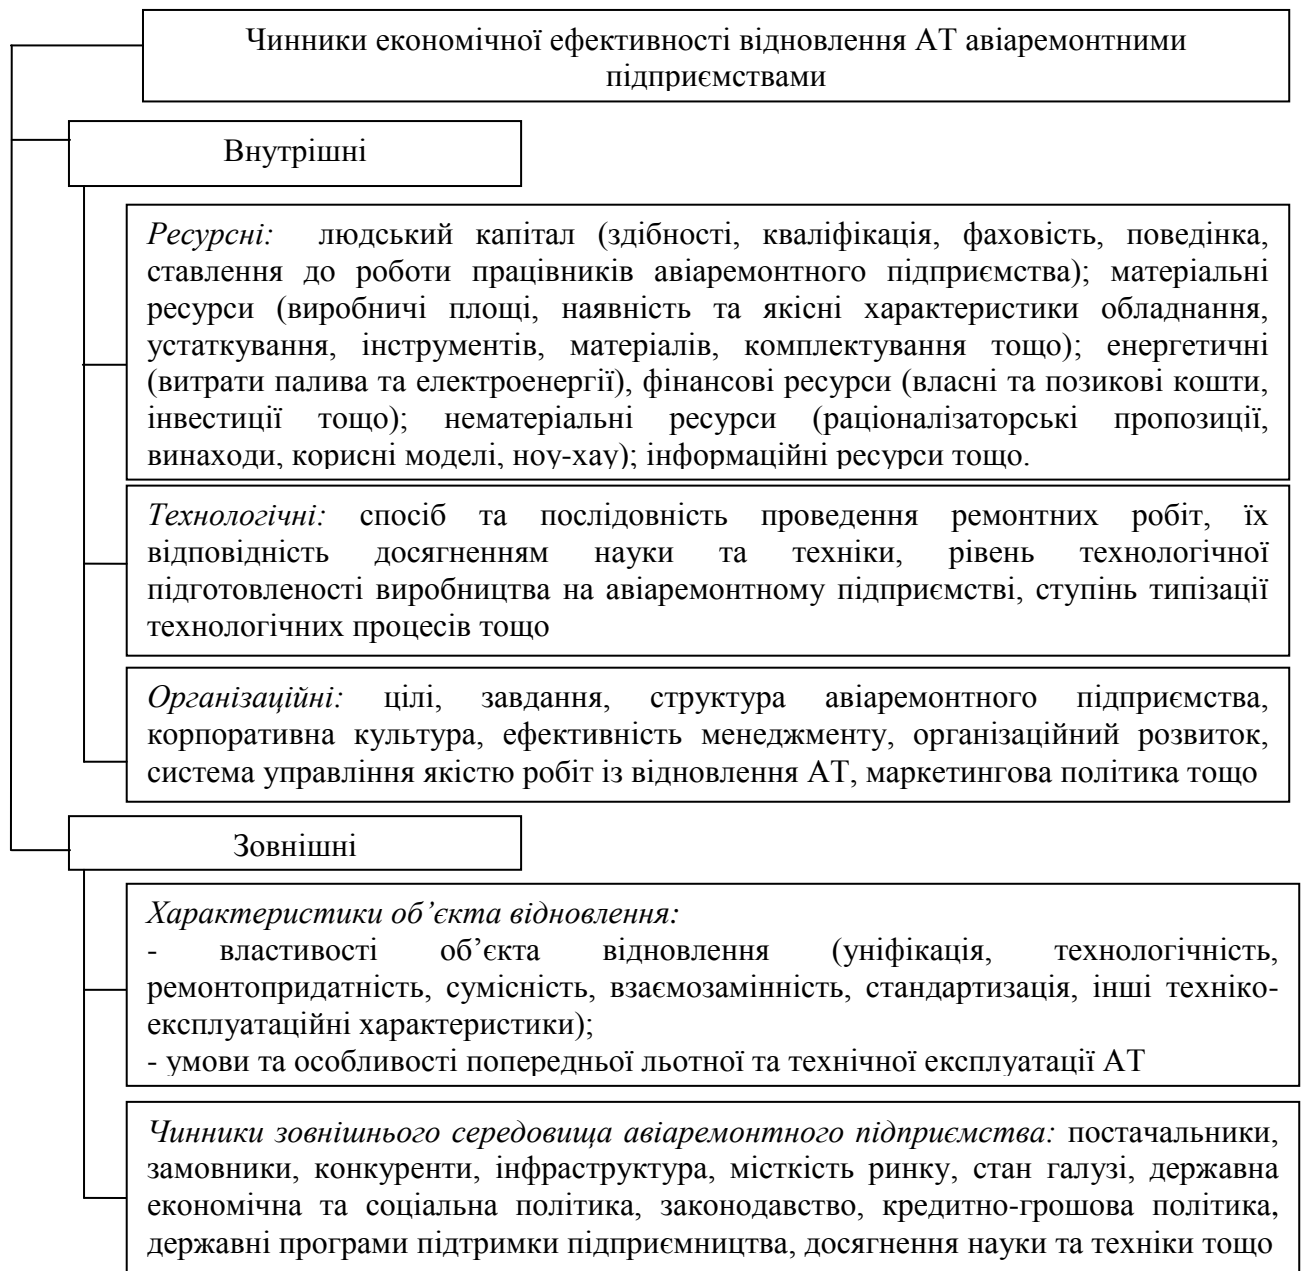 Чинники економічної ефективності відновлення АТ авіаремонтними
підприємствами
Внутрішні
Ресурсні: людський капітал (здібності, кваліфікація, фаховість, поведінка,
ставлення до роботи працівників авіаремонтного підприємства); матеріальні
ресурси (виробничі площі, наявність та якісні характеристики обладнання,
устаткування, інструментів, матеріалів, комплектування тощо); енергетичні
(витрати палива та електроенергії), фінансові ресурси (власні та позикові кошти,
інвестиції тощо); нематеріальні ресурси (раціоналізаторські пропозиції,
винаходи, корисні моделі, ноу-хау); інформаційні ресурси тощо.
Технологічні: спосіб та послідовність проведення ремонтних робіт, їх
відповідність досягненням науки та техніки, рівень технологічної
підготовленості виробництва на авіаремонтному підприємстві, ступінь типізації
технологічних процесів тощо
Організаційні: цілі, завдання, структура авіаремонтного підприємства,
корпоративна культура, ефективність менеджменту, організаційний розвиток,
система управління якістю робіт із відновлення АТ, маркетингова політика тощо
Зовнішні
Характеристики об’єкта відновлення:
- властивості об’єкта відновлення (уніфікація, технологічність,
ремонтопридатність, сумісність, взаємозамінність, стандартизація, інші техніко-
експлуатаційні характеристики);
- умови та особливості попередньої льотної та технічної експлуатації АТ
Чинники зовнішнього середовища авіаремонтного підприємства: постачальники,
замовники, конкуренти, інфраструктура, місткість ринку, стан галузі, державна
економічна та соціальна політика, законодавство, кредитно-грошова політика,
державні програми підтримки підприємництва, досягнення науки та техніки тощо